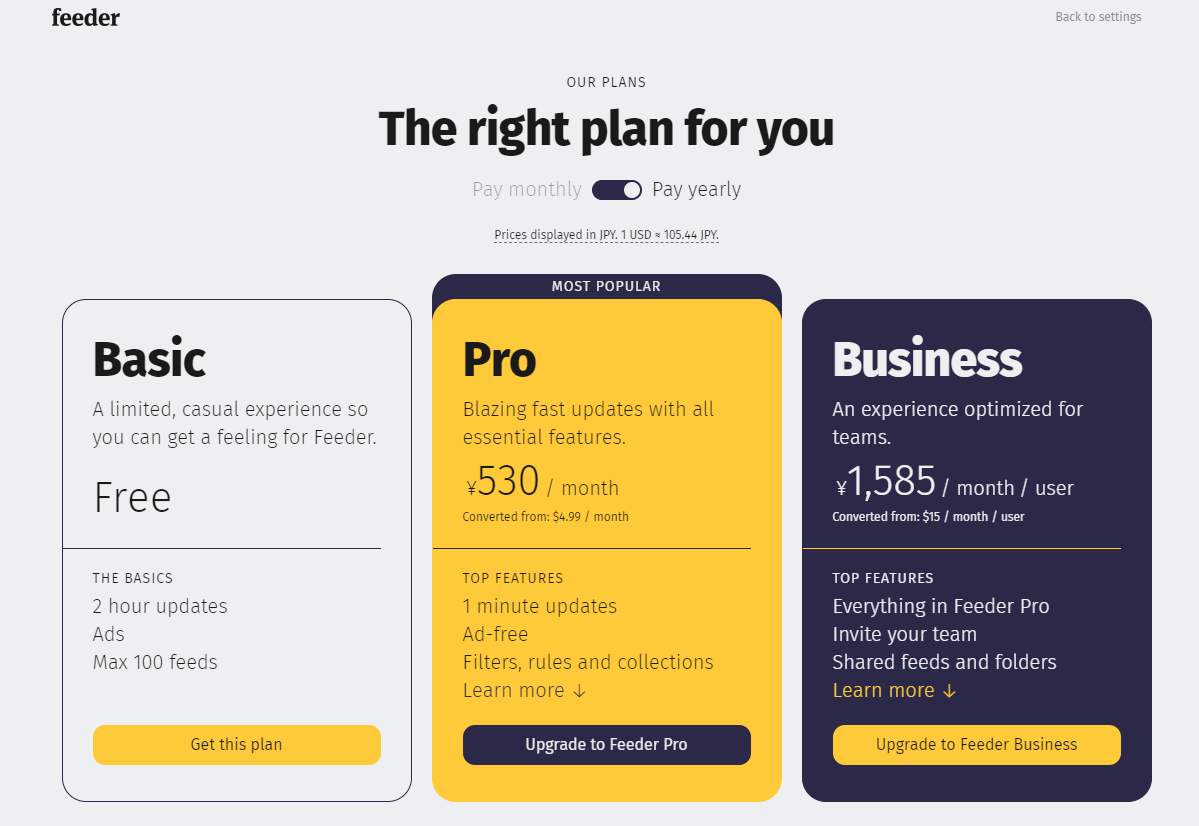 feeder
Back to settings
OUR PLANS
The right plan for you
Pay monthly
Pay yearly
Prices displayed in JPY. 1 USD ≈ 105.44 JPY.
Basic
A limited, casual experience so
you can get a feeling for Feeder.
Free
THE BASICS
2 hour updates
Ads
Max 100 feeds
Get this plan
MOST POPULAR
Pro
Blazing fast updates with all
essential features.
¥530 / month
Converted from: $4.99 / month
TOP FEATURES
1 minute updates
Ad-free
Filters, rules and collections
Learn more ↓
Upgrade to Feeder Pro
Business
An experience optimized for
teams.
¥1,585 / month / user
Converted from: $15 / month / user
TOP FEATURES
Everything in Feeder Pro
Invite your team
Shared feeds and folders
Learn more ↓
Upgrade to Feeder Business